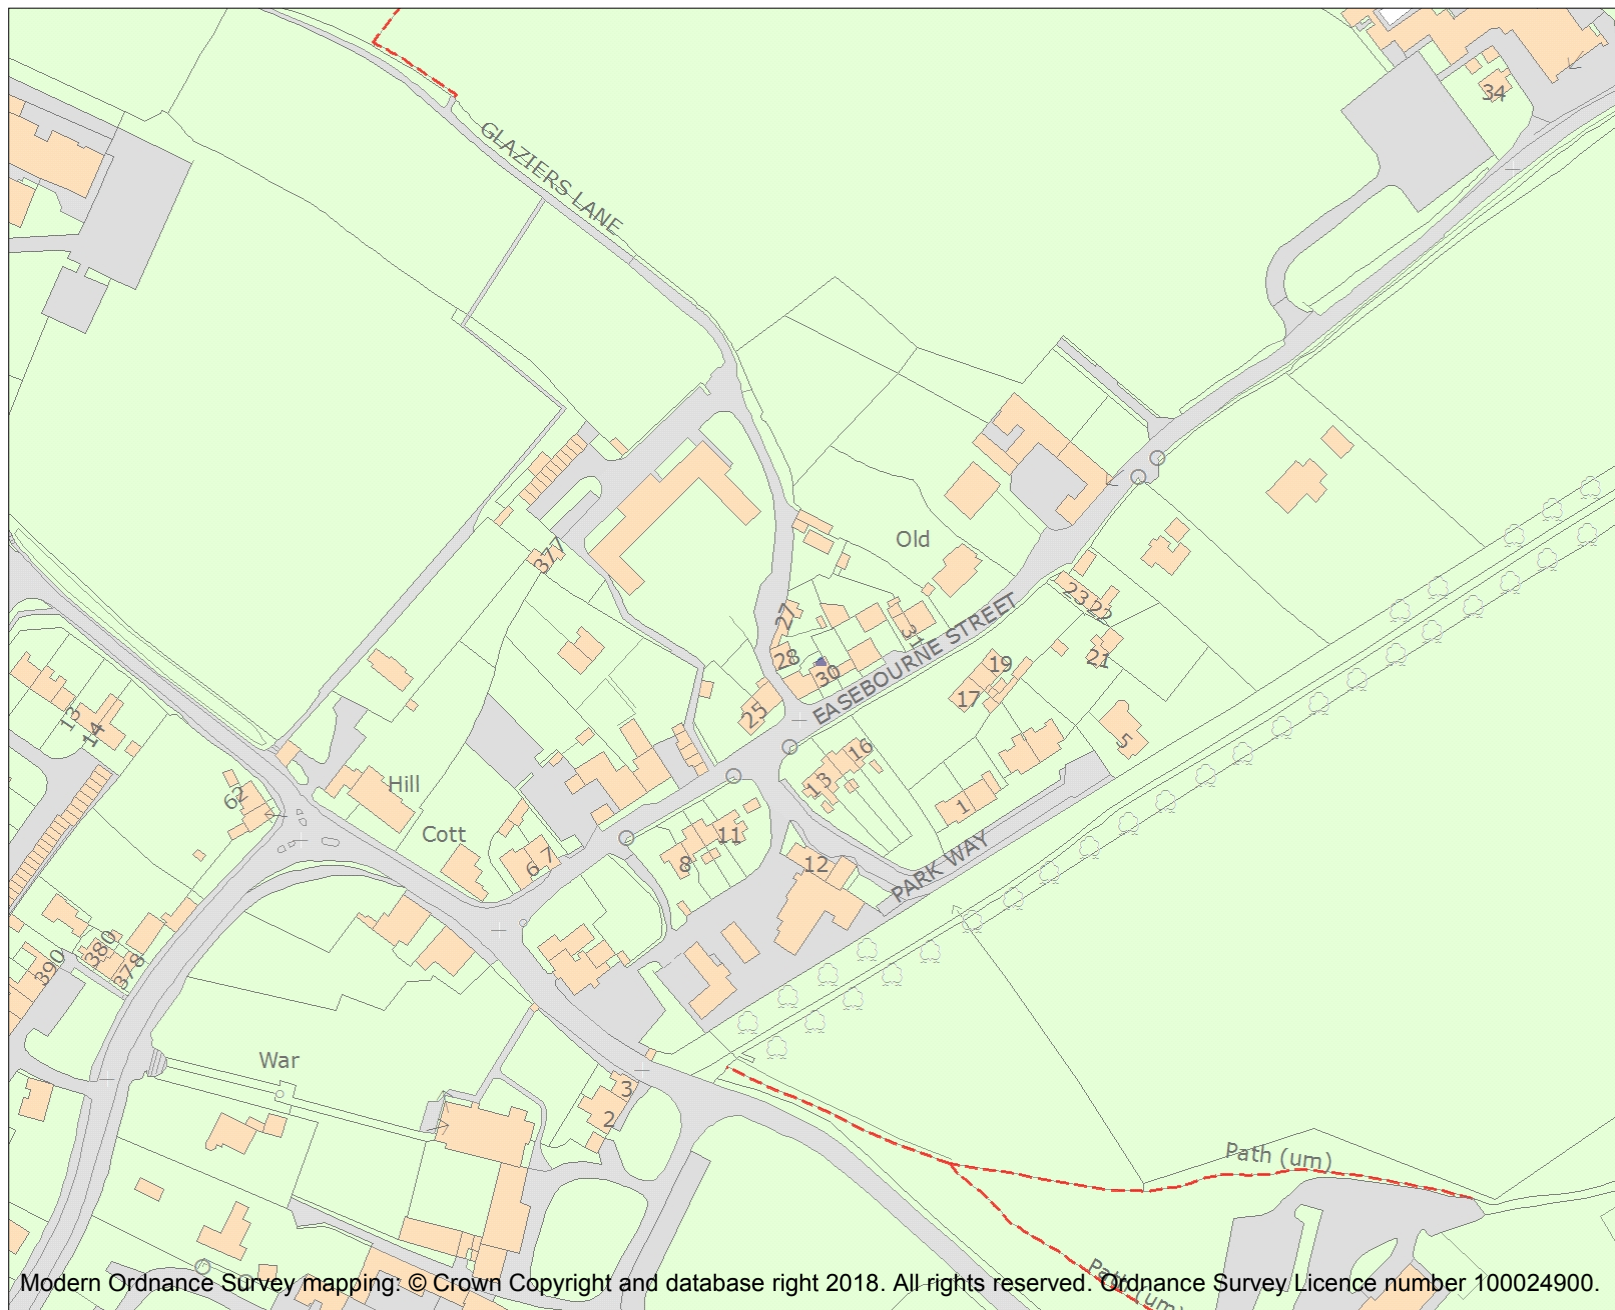 34
GLAZIERS LANE
Old
377
27
31
EASEBOURNE STREET
23
22
28
30
19
21
17
25
5
13
14
16
13
62
Hill
1
Cott
11
6
7
8
12
PARK WAY
380
390
378
War
3
2
Path (um)
Path (um)
Modern Ordnance Survey mapping: © Crown Copyright and database right 2018. All rights reserved. Ordnance Survey Licence number 100024900.